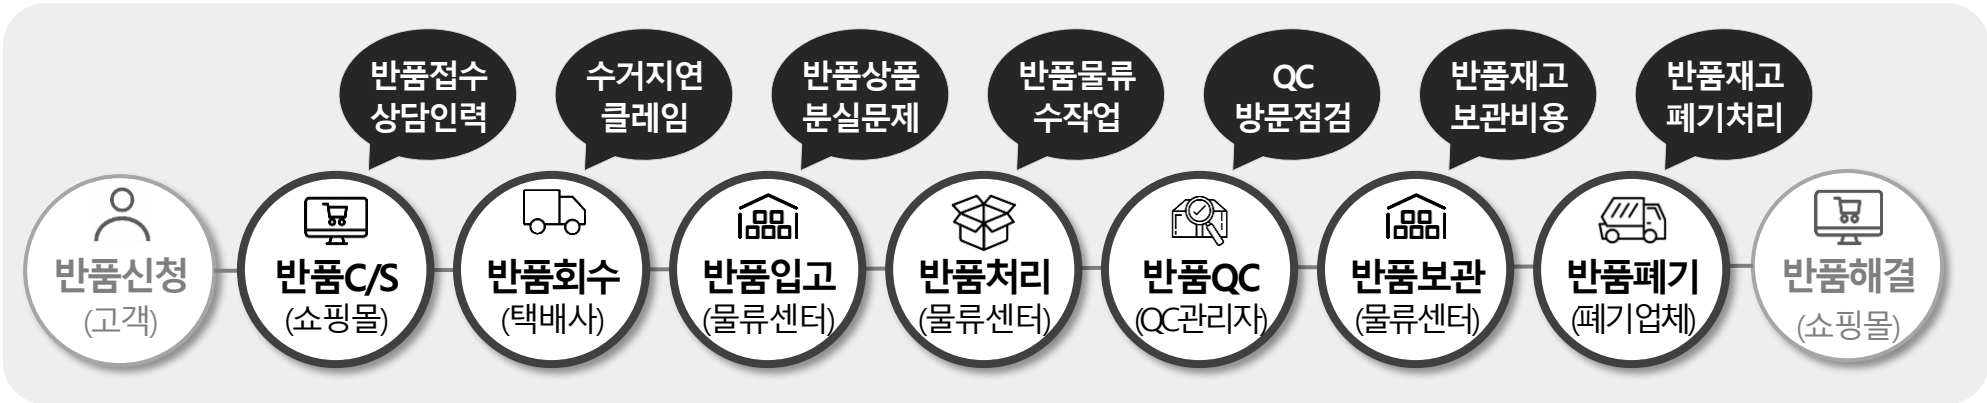 반품접수
상담인력
수거지연
클레임
반품상품
분실문제
반품물류
수작업
QC
방문점검
반품재고
보관비용
반품재고
폐기처리
반품신청
(고객)
반품C/S
(쇼핑몰)
반품회수
(택배사)
반품입고
(물류센터)
반품처리
(물류센터)
반품QC
(QC관리자)
반품보관
(물류센터)
반품폐기
(폐기업체)
반품해결
(쇼핑몰)